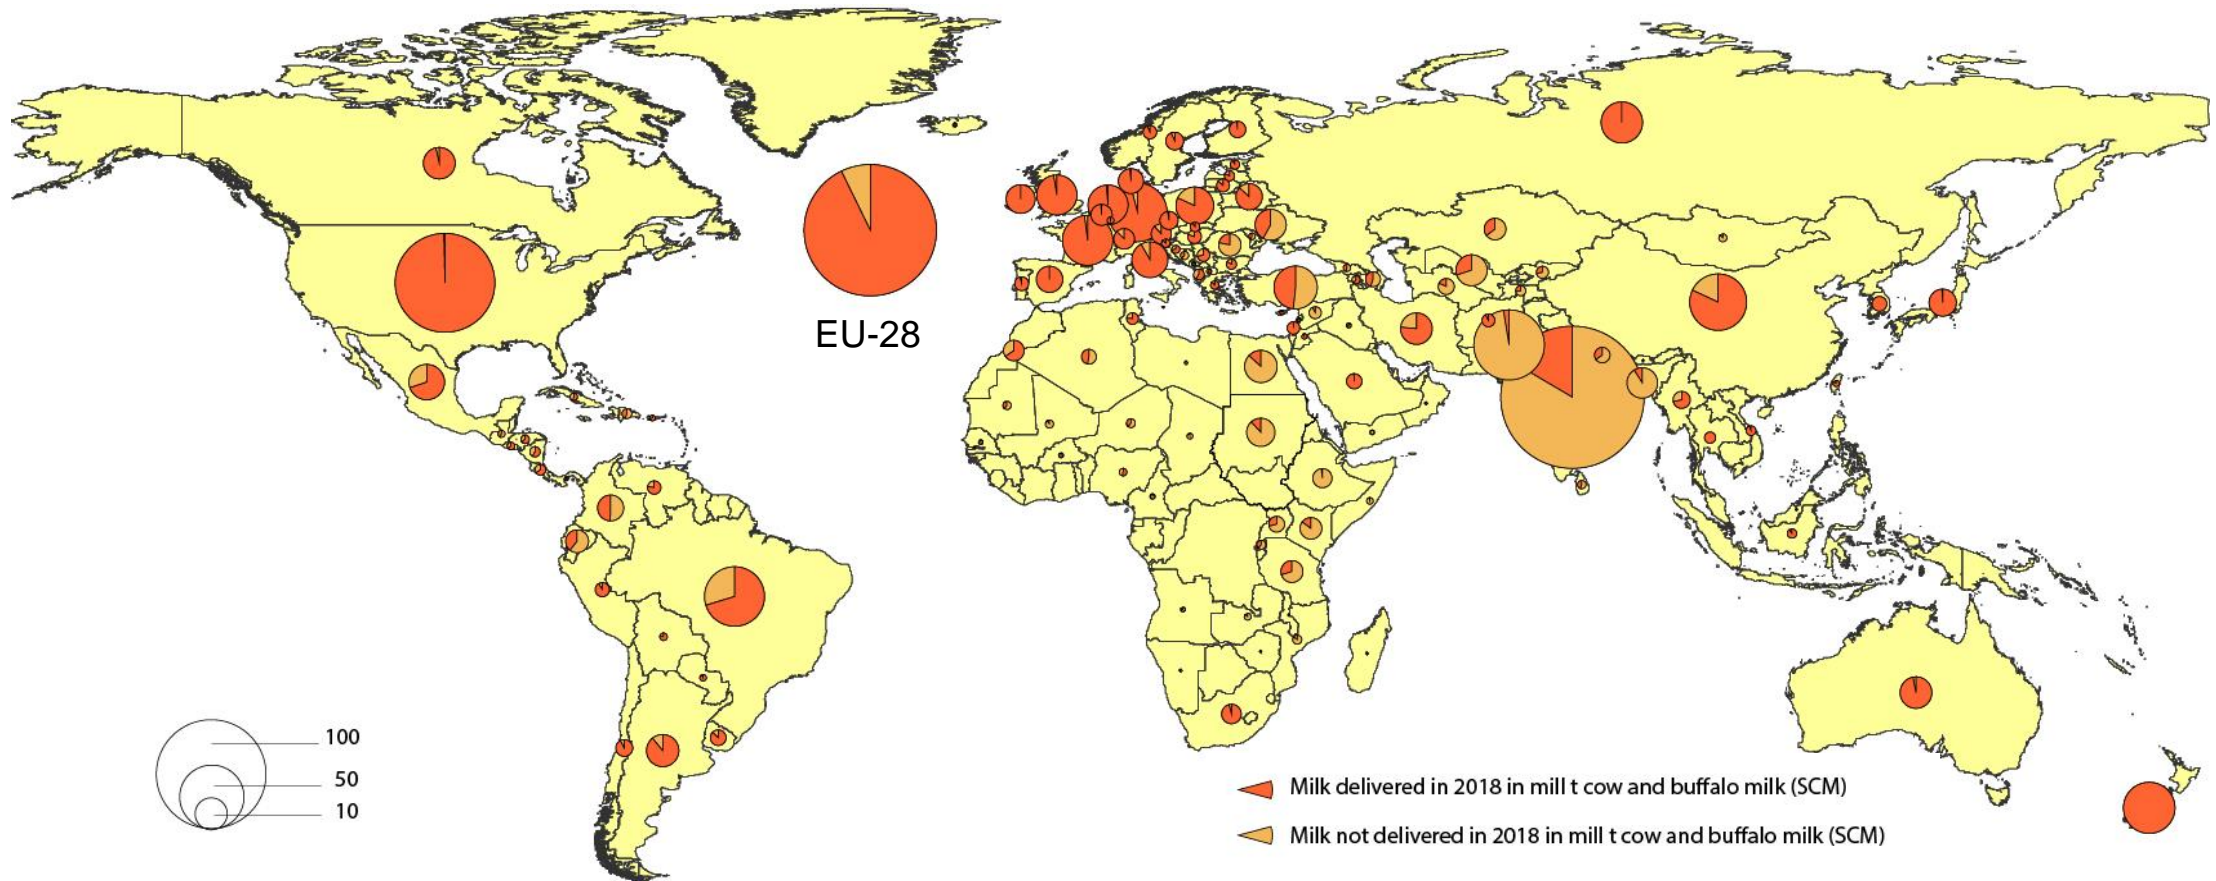 EU-28
100
50
10
Milk delivered in 2018 in mill t cow and buffalo milk (SCM)
Milk not delivered in 2018 in mill t cow and buffalo milk (SCM)